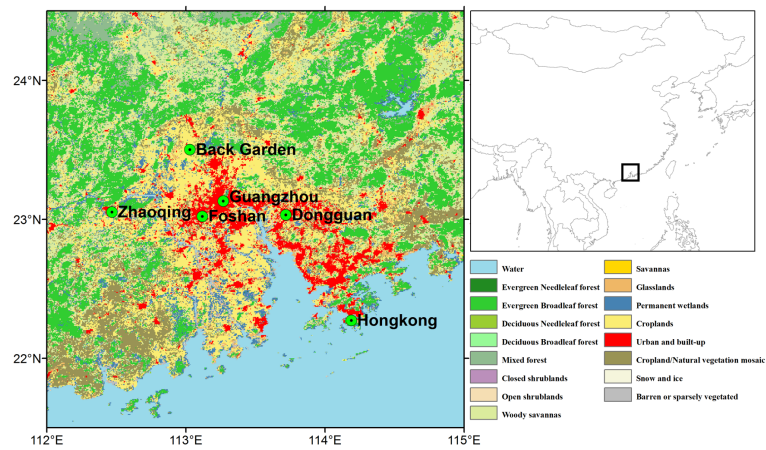 24°N
23°N
22°N
112°E
113°E
114°E
115°E
Back Garden
Guangzhou
Zhaoqing
Foshan
Dongguan
Hongkong
Water
Evergreen Needleleaf forest
Evergreen Broadleaf forest
Deciduous Needleleaf forest
Deciduous Broadleaf forest
Mixed forest
Closed shrublands
Open shrublands
Woody savannas
Savannas
Glasslands
Permanent wetlands
Croplands
Urban and built-up
Cropland/Natural vegetation mosaic
Snow and ice
Barren or sparsely vegetated